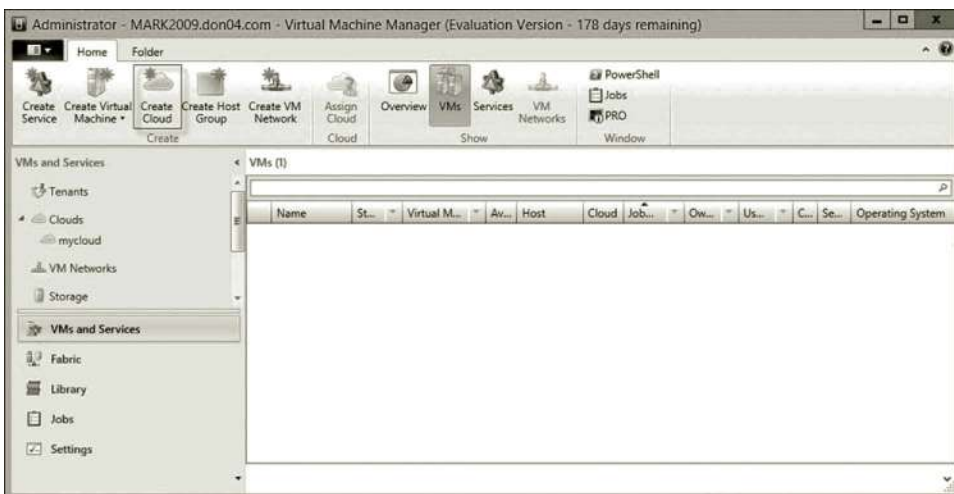 Administrator - MARK2009.don04.com - Virtual Machine Manager (Evaluation Version - 178 days remaining)
Home Folder
Create Service
Create Virtual Machine
Create Cloud
Create Host Group
Create VM Network
Assign Cloud
Overview
VMs
Services
VM Networks
PowerShell
Jobs
PRO
Create Cloud Show Window
VMs and Services
VMs (1)
Tenants
Clouds
mycloud
VM Networks
Storage
Name St... Virtual M... Av... Host Cloud Job... Ow... Us... C... Se... Operating System
VMs and Services
Fabric
Library
Jobs
Settings